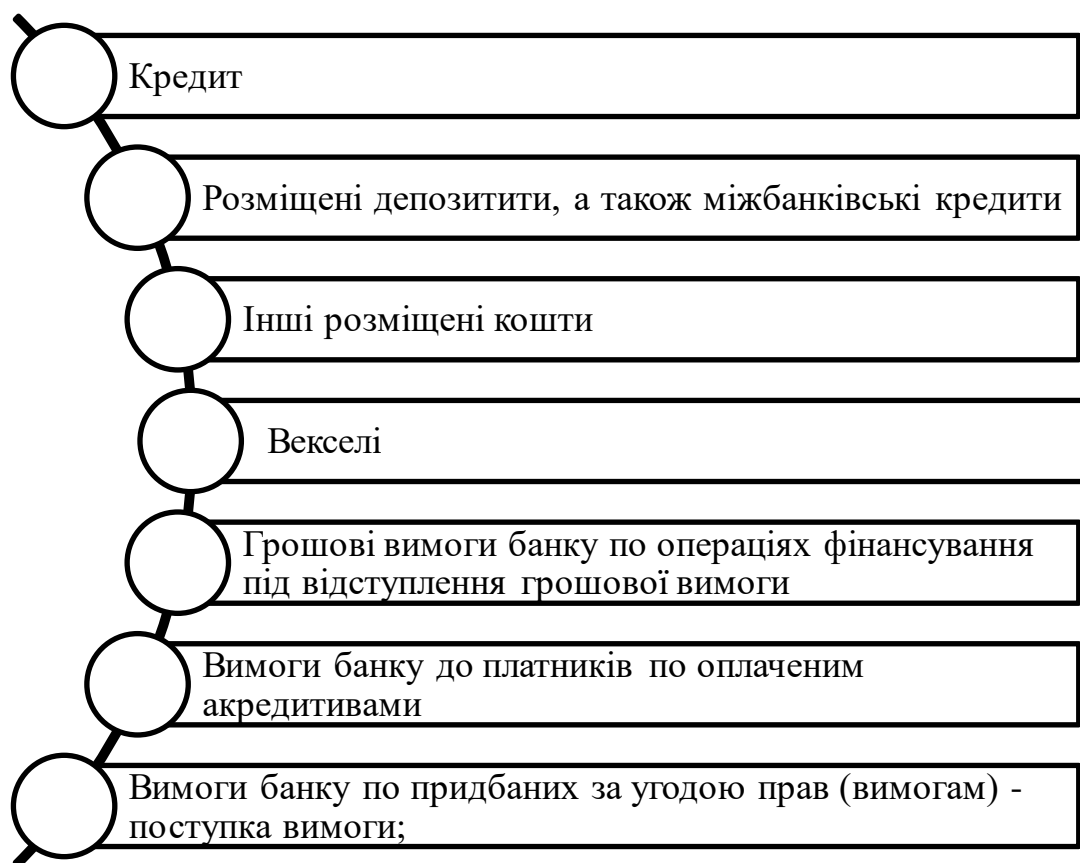 Кредит
Розміщені депозитити, а також міжбанківські кредити
Інші розміщені кошти
Векселі
Грошові вимоги банку по операціях фінансування
під відступлення грошової вимоги
Вимоги банку до платників по оплаченим
акредитивами
Вимоги банку по придбаних за угодою прав (вимогам) -
поступка вимоги;